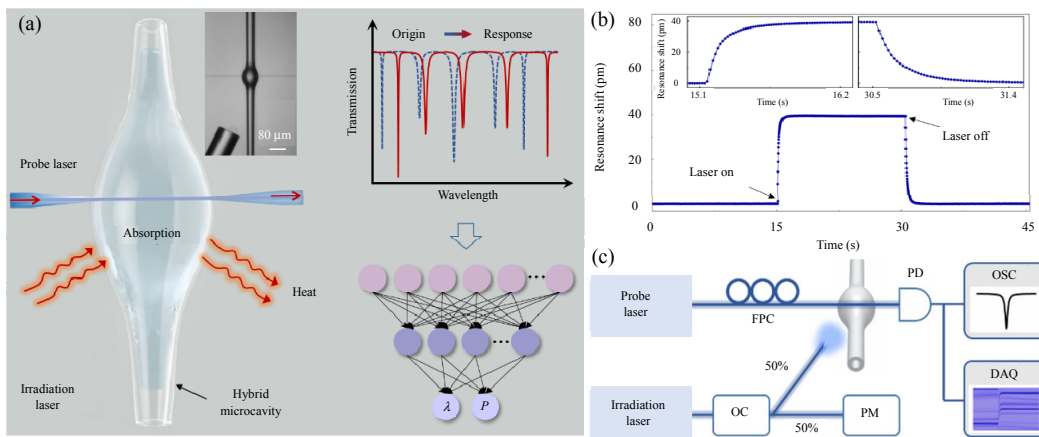 (a)
80 μm
Probe laser
Absorption
Heat
Irradiation
laser
Hybrid
microcavity
Origin
Response
Transmission
Wavelength
λ
P
(b)
Resonance shift (pm)
80
60
40
20
0
0
15
30
45
Time (s)
Laser on
Laser off
Resonance shift (pm)
40
20
0
15.1
16.2
Time (s)
30.5
31.4
Time (s)
(c)
Probe
laser
FPC
PD
OSC
DAQ
50%
Irradiation
laser
OC
50%
PM